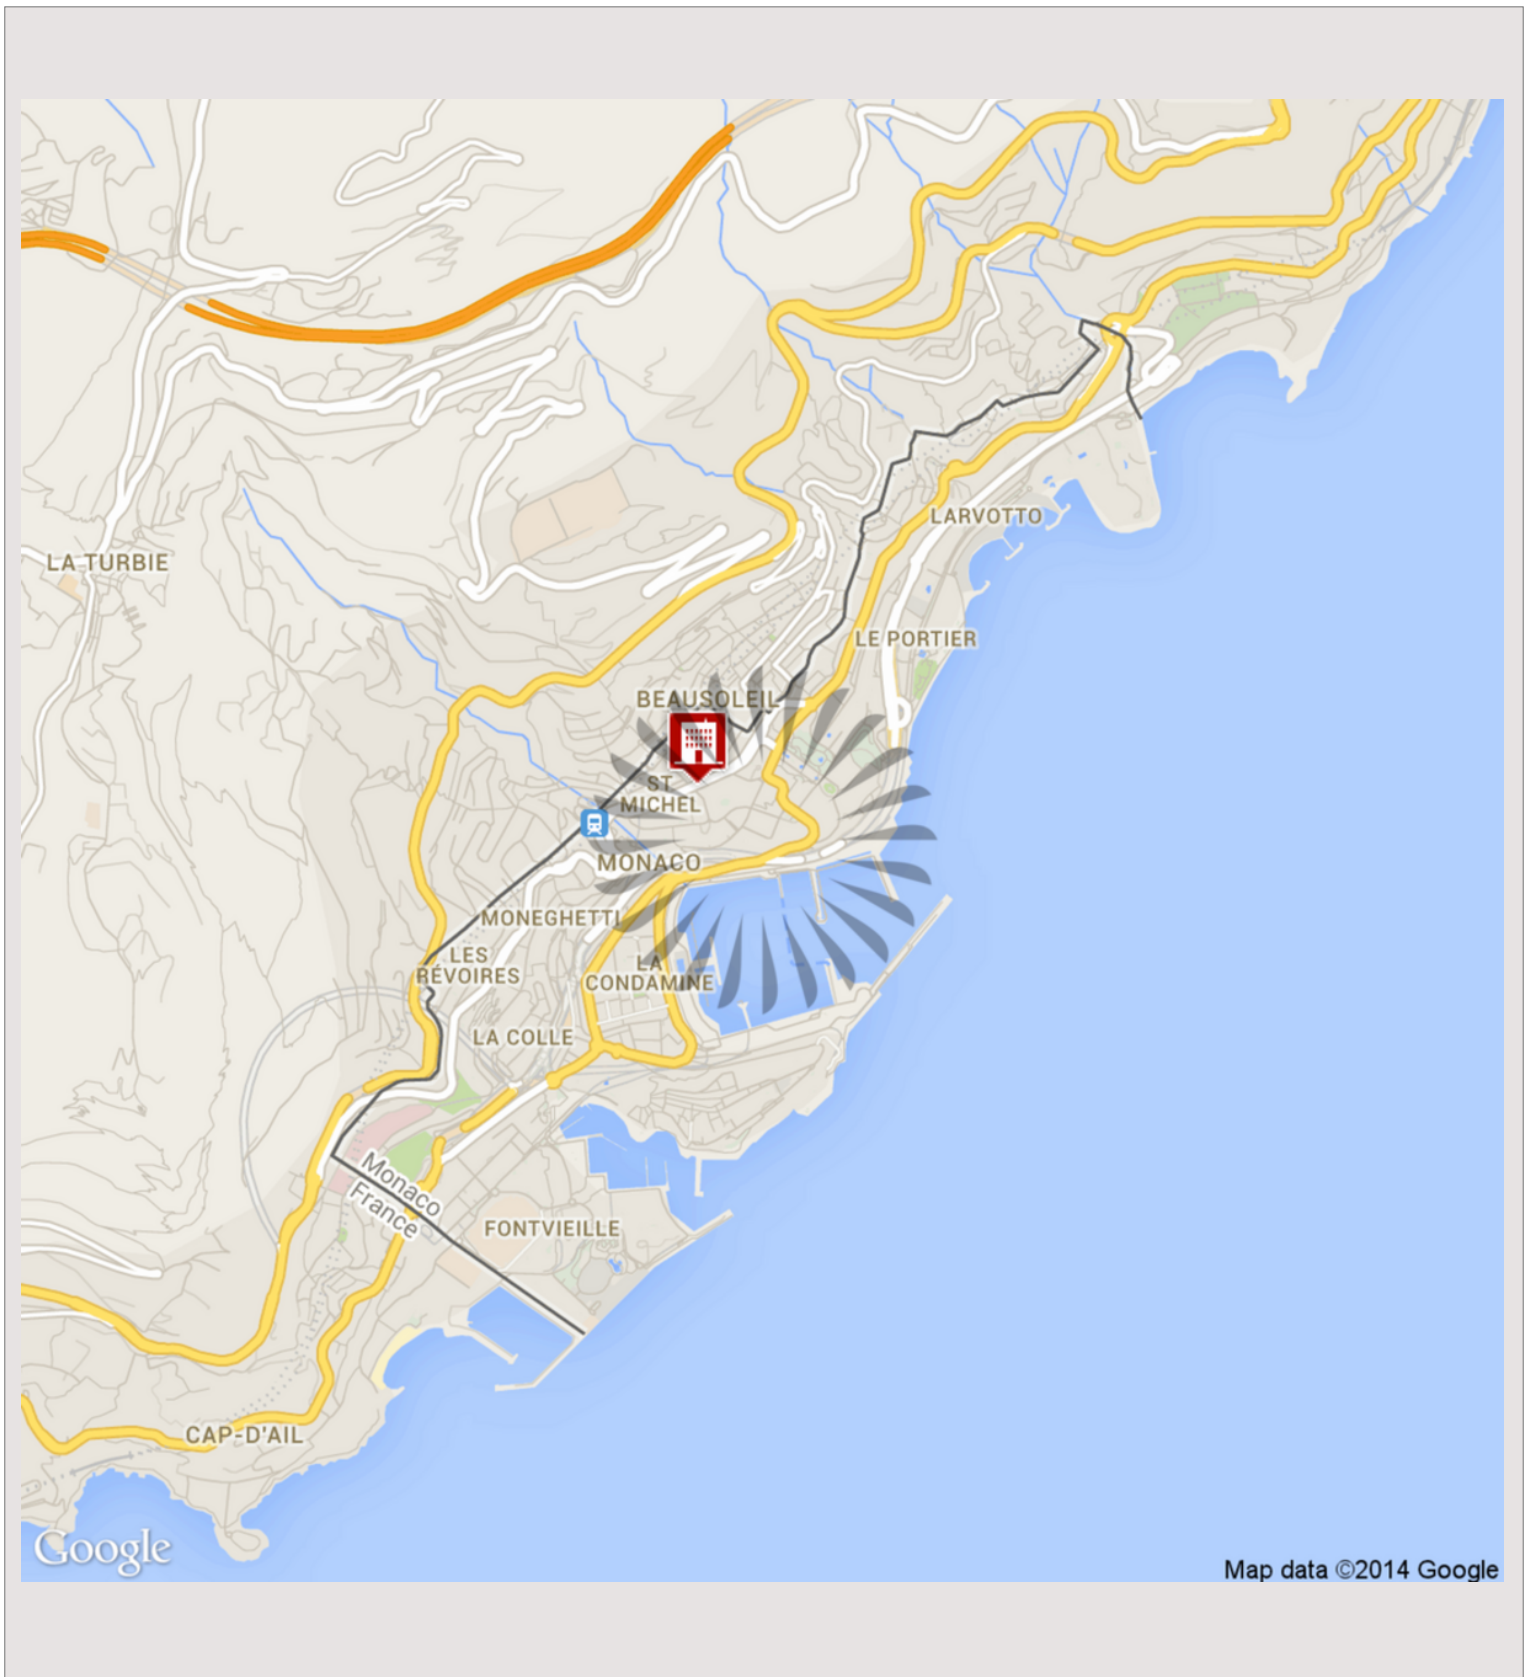 LARVOTTO
LA TURBIE
LE PORTIER
BEAUSOLEIL
ST
MICHEL
MONACO
MONEGHETTI
LES
RÉVOIRES
LA
CONDAMINE
LA COLLE
Monaco
France
FONTVIEILLE
CAP-D'AIL
Google
Map data ©2014 Google